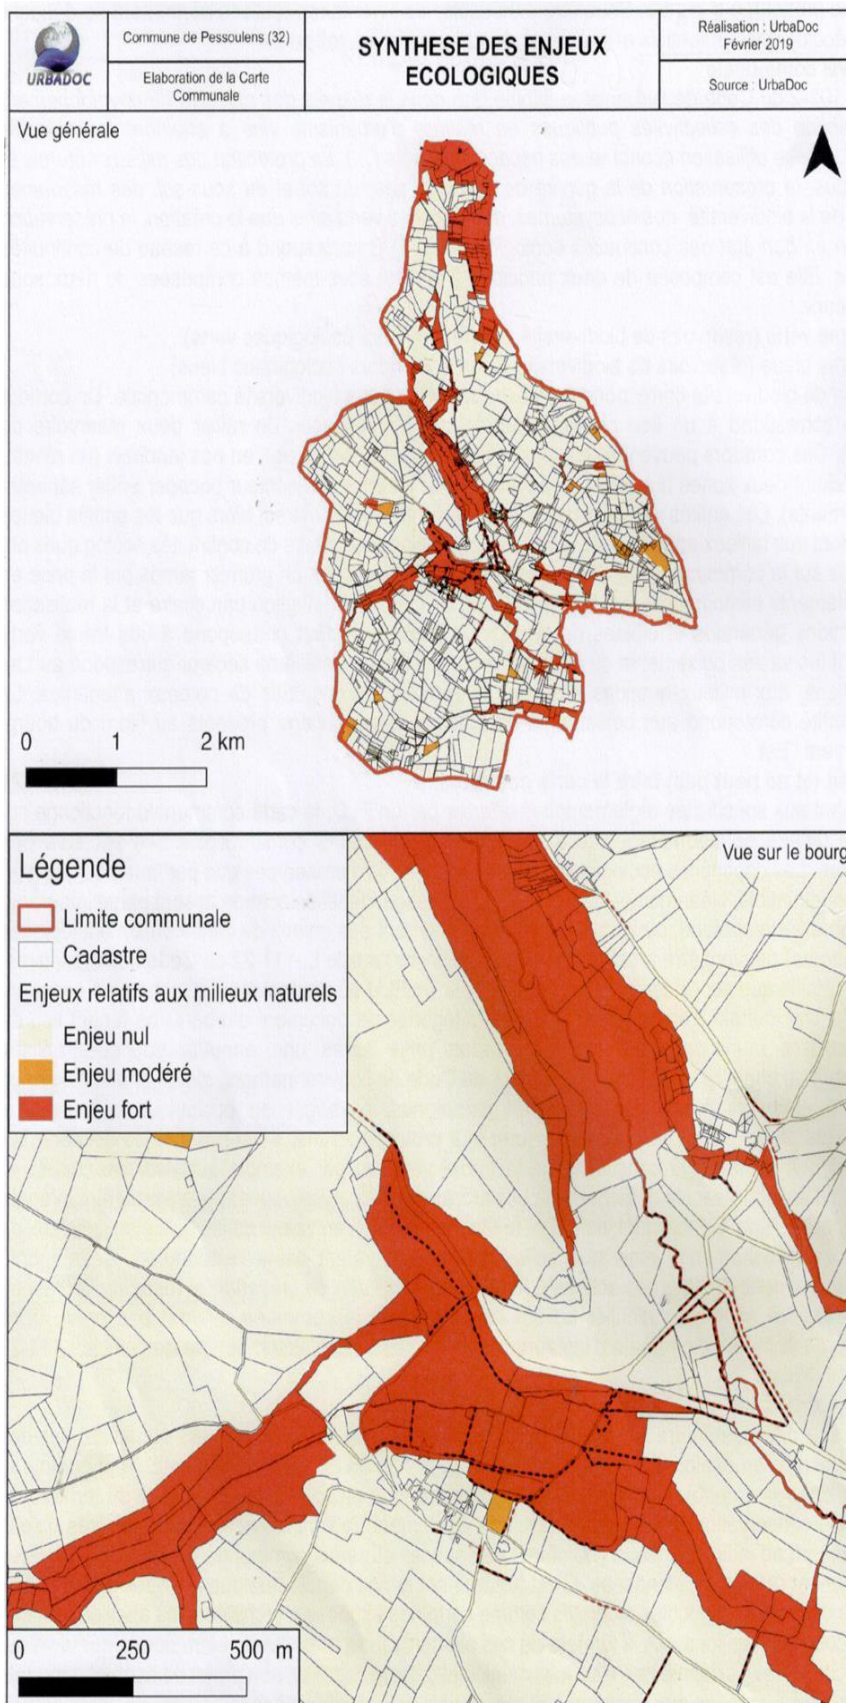 URBADOC
Commune de Pessoulens (32)
Elaboration de la Carte
Communale
SYNTHESE DES ENJEUX
ECOLOGIQUES
Réalisation : UrbaDoc
Février 2019
Source : UrbaDoc
Vue générale
0 1 2 km
Vue sur le bourg
Légende
Limite communale
Cadastre
Enjeux relatifs aux milieux naturels
Enjeu nul
Enjeu modéré
Enjeu fort
0 250 500 m